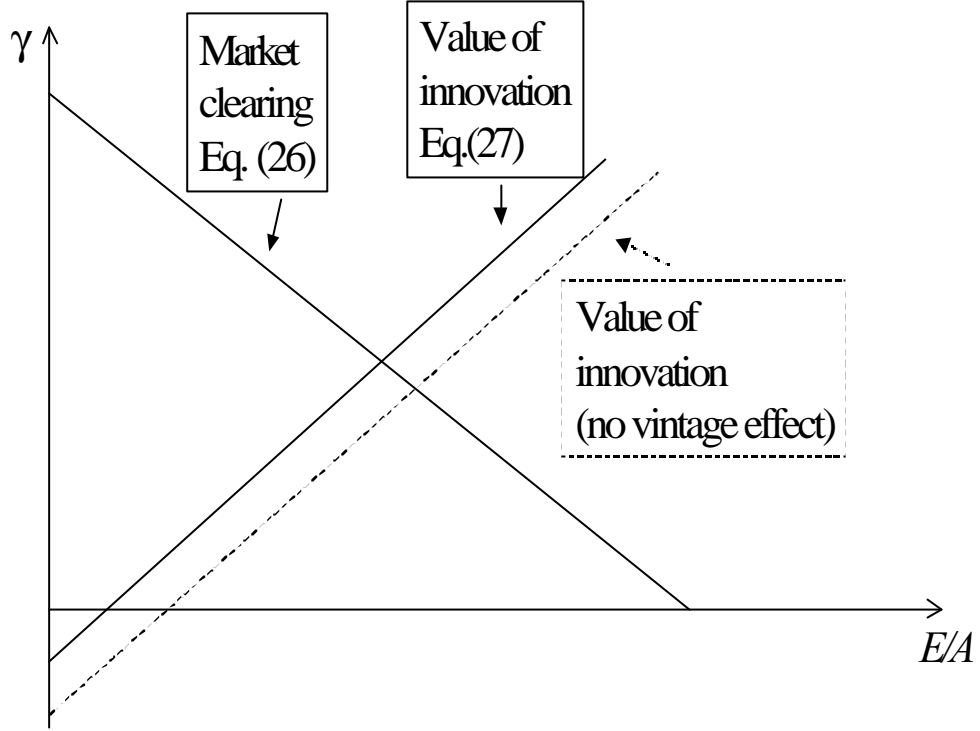 γ
Market
clearing
Eq. (26)
Value of
innovation
Eq.(27)
Value of
innovation
(no vintage effect)
E/A